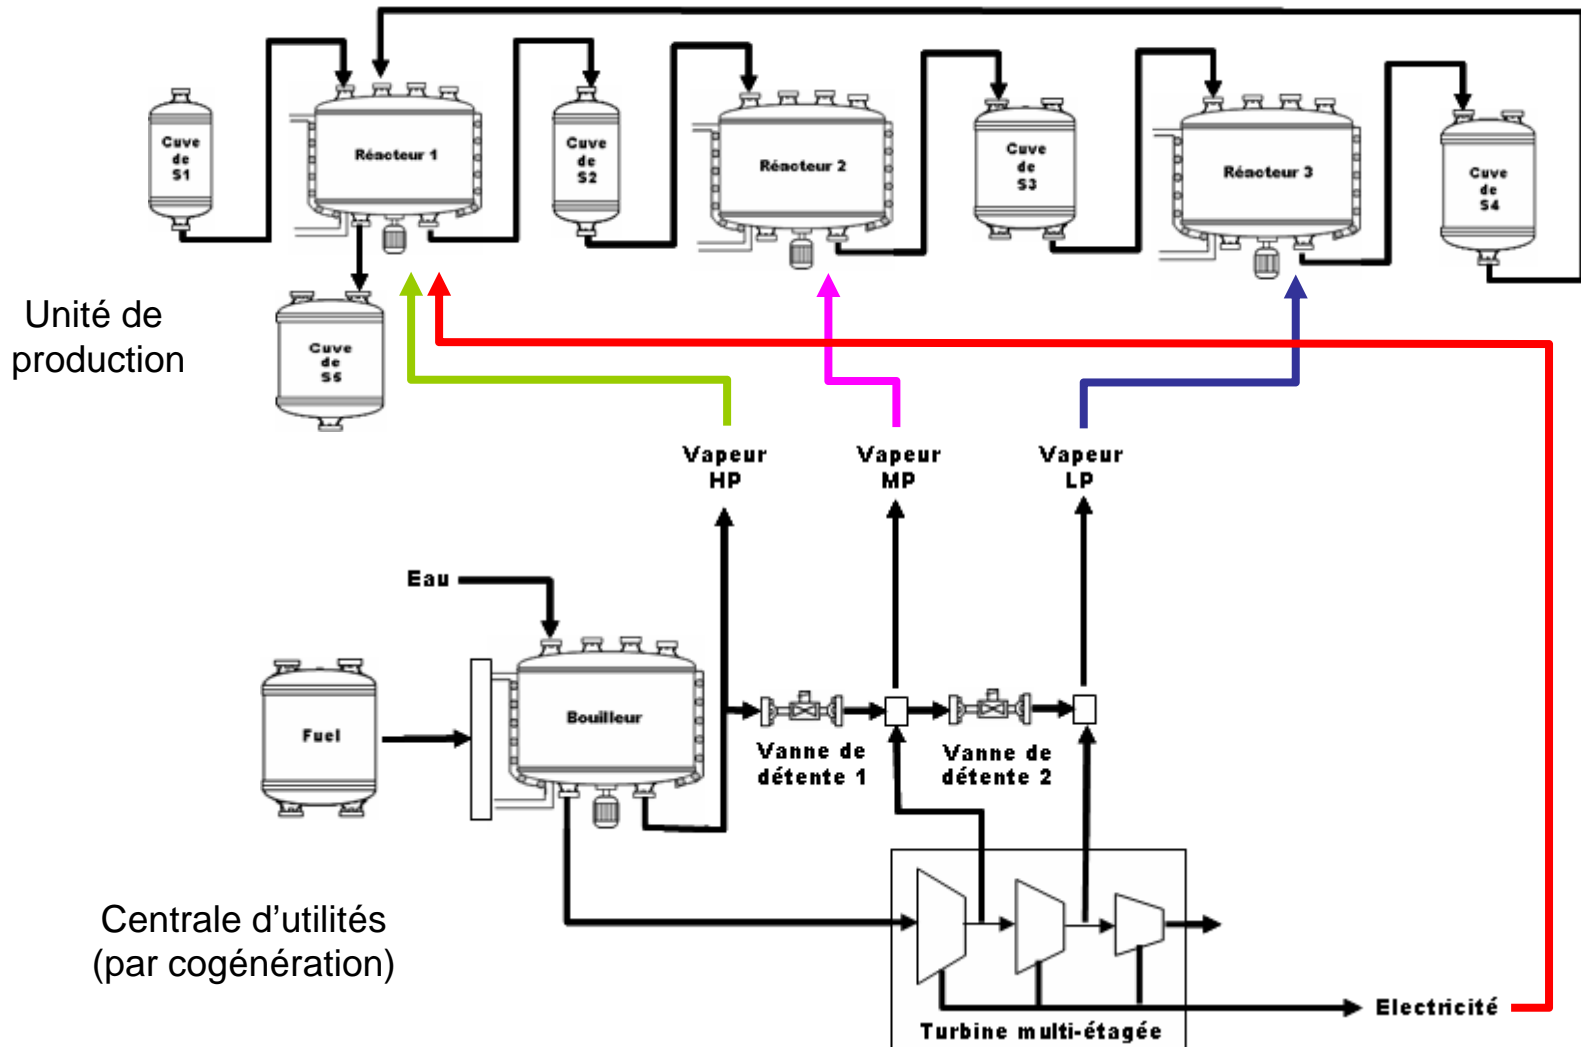 Cuve
de
S1
Réacteur 1
Cuve
de
S2
Réacteur 2
Cuve
de
S3
Réacteur 3
Cuve
de
S4
Unité de
production
Cuve
de
S5
Vapeur
HP
Vapeur
MP
Vapeur
LP
Eau
Fuel
Bouilleur
Vanne de
détente 1
Vanne de
détente 2
Centrale d’utilités
(par cogénération)
Turbine multi-étagée
Electricité